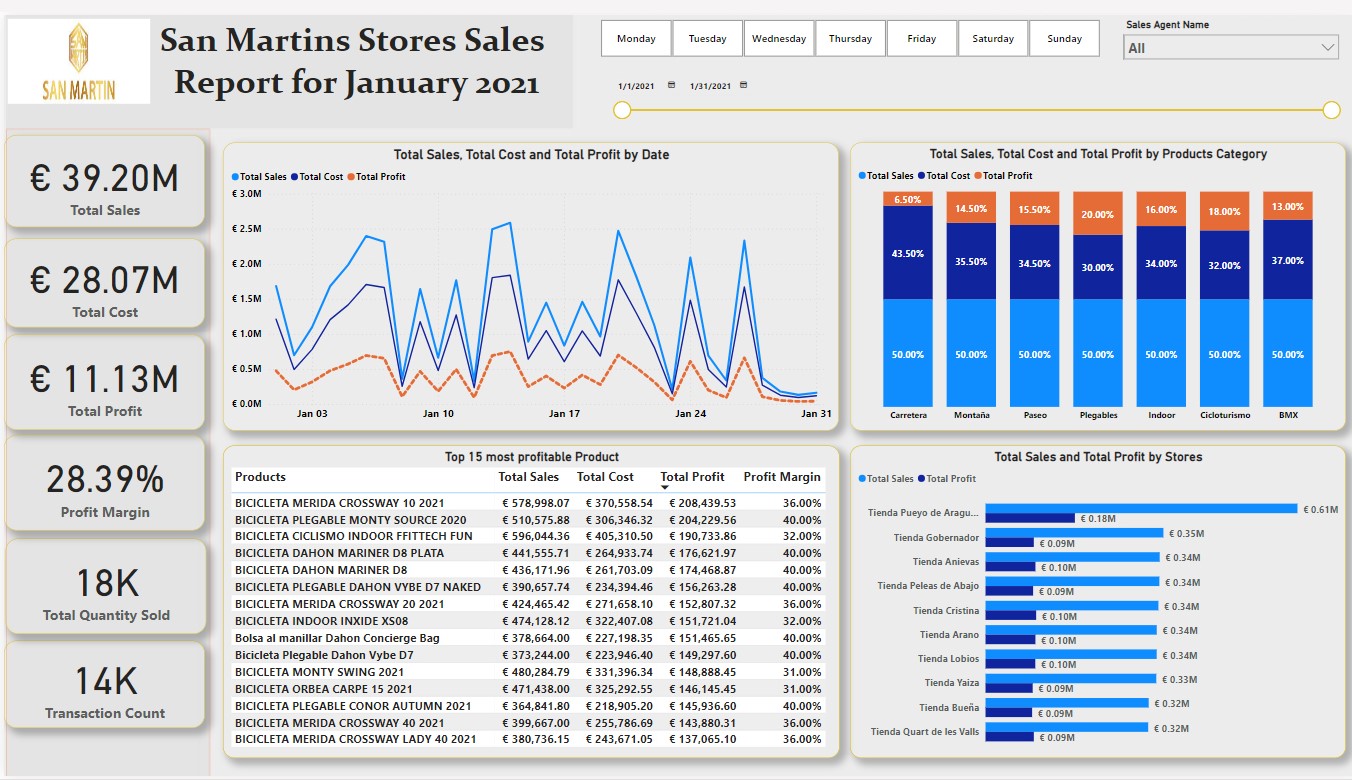 SAN MARTIN
San Martins Stores Sales
Report for January 2021
Monday Tuesday Wednesday Thursday Friday Saturday Sunday
Sales Agent Name
All
1/1/2021 1/31/2021
€ 39.20M
Total Sales
€ 28.07M
Total Cost
€ 11.13M
Total Profit
28.39%
Profit Margin
18K
Total Quantity Sold
14K
Transaction Count
Total Sales, Total Cost and Total Profit by Date
Total Sales Total Cost Total Profit
€ 3.0M
€ 2.5M
€ 2.0M
€ 1.5M
€ 1.0M
€ 0.5M
€ 0.0M
Jan 03 Jan 10 Jan 17 Jan 24 Jan 31
Total Sales, Total Cost and Total Profit by Products Category
Total Sales Total Cost Total Profit
6.50% 14.50% 15.50% 20.00% 16.00% 18.00% 13.00%
43.50% 35.50% 34.50% 30.00% 34.00% 32.00% 37.00%
50.00% 50.00% 50.00% 50.00% 50.00% 50.00% 50.00%
Carretera Montaña Paseo Plegables Indoor Cicloturismo BMX
Top 15 most profitable Product
Products Total Sales Total Cost Total Profit Profit Margin
BICICLETA MERIDA CROSSWAY 10 2021 € 578,998.07 € 370,558.54 € 208,439.53 36.00%
BICICLETA PLEGABLE MONTY SOURCE 2020 € 510,575.88 € 306,346.32 € 204,229.56 40.00%
BICICLETA CICLISMO INDOOR FFITTECH FUN € 596,044.36 € 405,310.50 € 190,733.86 32.00%
BICICLETA DAHON MARINER D8 PLATA € 441,555.71 € 264,933.74 € 176,621.97 40.00%
BICICLETA DAHON MARINER D8 € 436,171.96 € 261,703.09 € 174,468.87 40.00%
BICICLETA PLEGABLE DAHON VYBE D7 NAKED € 390,657.74 € 234,394.46 € 156,263.28 40.00%
BICICLETA MERIDA CROSSWAY 20 2021 € 424,465.42 € 271,658.10 € 152,807.32 36.00%
BICICLETA INDOOR INXIDE XS08 € 474,128.12 € 322,407.08 € 151,721.04 32.00%
Bolsa al manillar Dahon Concierge Bag € 378,664.00 € 227,198.35 € 151,465.65 40.00%
Bicicleta Plegable Dahon Vybe D7 € 373,244.00 € 223,946.40 € 149,297.60 40.00%
BICICLETA MONTY SWING 2021 € 480,284.79 € 331,396.34 € 148,888.45 31.00%
BICICLETA ORBEA CARPE 15 2021 € 471,438.00 € 325,292.55 € 146,145.45 31.00%
BICICLETA PLEGABLE CONOR AUTUMN 2021 € 364,841.80 € 218,905.20 € 145,936.60 40.00%
BICICLETA MERIDA CROSSWAY 40 2021 € 399,667.00 € 255,786.69 € 143,880.31 36.00%
BICICLETA MERIDA CROSSWAY LADY 40 2021 € 380,736.15 € 243,671.05 € 137,065.10 36.00%
Total Sales and Total Profit by Stores
Total Sales Total Profit
Tienda Pueyo de Aragu... € 0.61M € 0.18M
Tienda Gobernador € 0.35M € 0.09M
Tienda Anievas € 0.34M € 0.10M
Tienda Peleas de Abajo € 0.34M € 0.09M
Tienda Cristina € 0.34M € 0.10M
Tienda Arano € 0.34M € 0.10M
Tienda Lobios € 0.34M € 0.10M
Tienda Yaiza € 0.33M € 0.09M
Tienda Bueña € 0.32M € 0.09M
Tienda Quart de les Valls € 0.32M € 0.09M